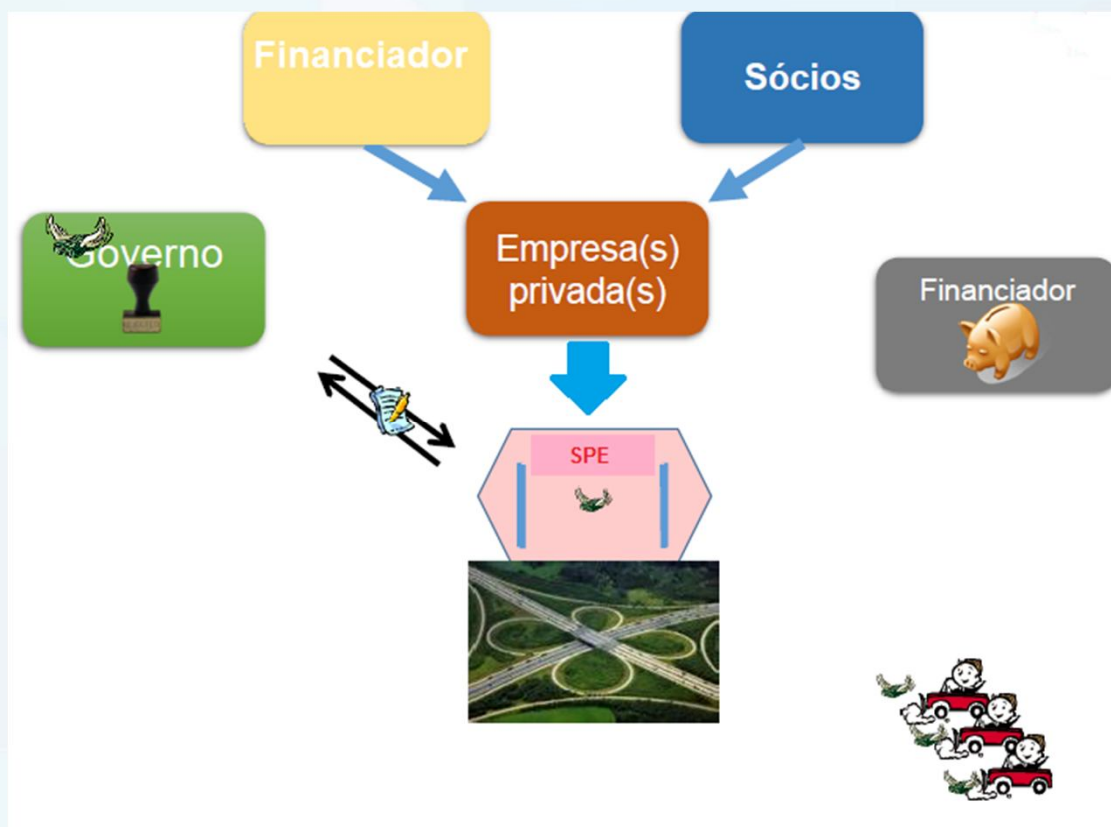 Financiador
Sócios
Governo
Empresa(s)
privada(s)
Financiador
SPE